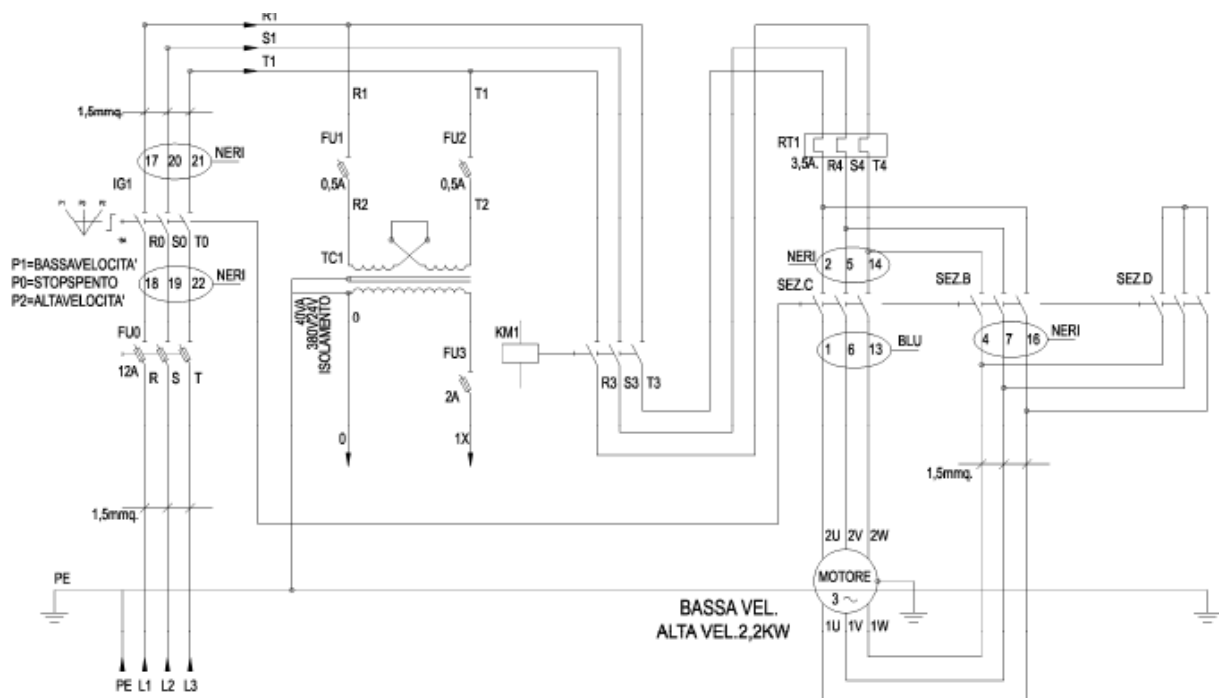 R1
S1
T1
1,5mmq.
R1
T1
FU1
FU2
17 20 21 NERI
0,5A
0,5A
IG1
R2
T2
P1 P0 P2
R0 S0 T0
P1=BASSAVELOCITA'
P0=STOPSPENTO
P2=ALTAVELOCITA'
18 19 22 NERI
TC1
40VA
380V/24V
ISOLAMENTO
0
FU0
12A
R S T
FU3
2A
0
1X
KM1
R3 S3 T3
RT1
3,5A.
R4 S4 T4
NERI
2 5 14
SEZ.C
SEZ.B
SEZ.D
1 6 13 BLU
4 7 16 NERI
1,5mmq.
1,5mmq.
2U 2V 2W
MOTORE
3 ~
1U 1V 1W
BASSA VEL.
ALTA VEL.2,2KW
PE
PE L1 L2 L3